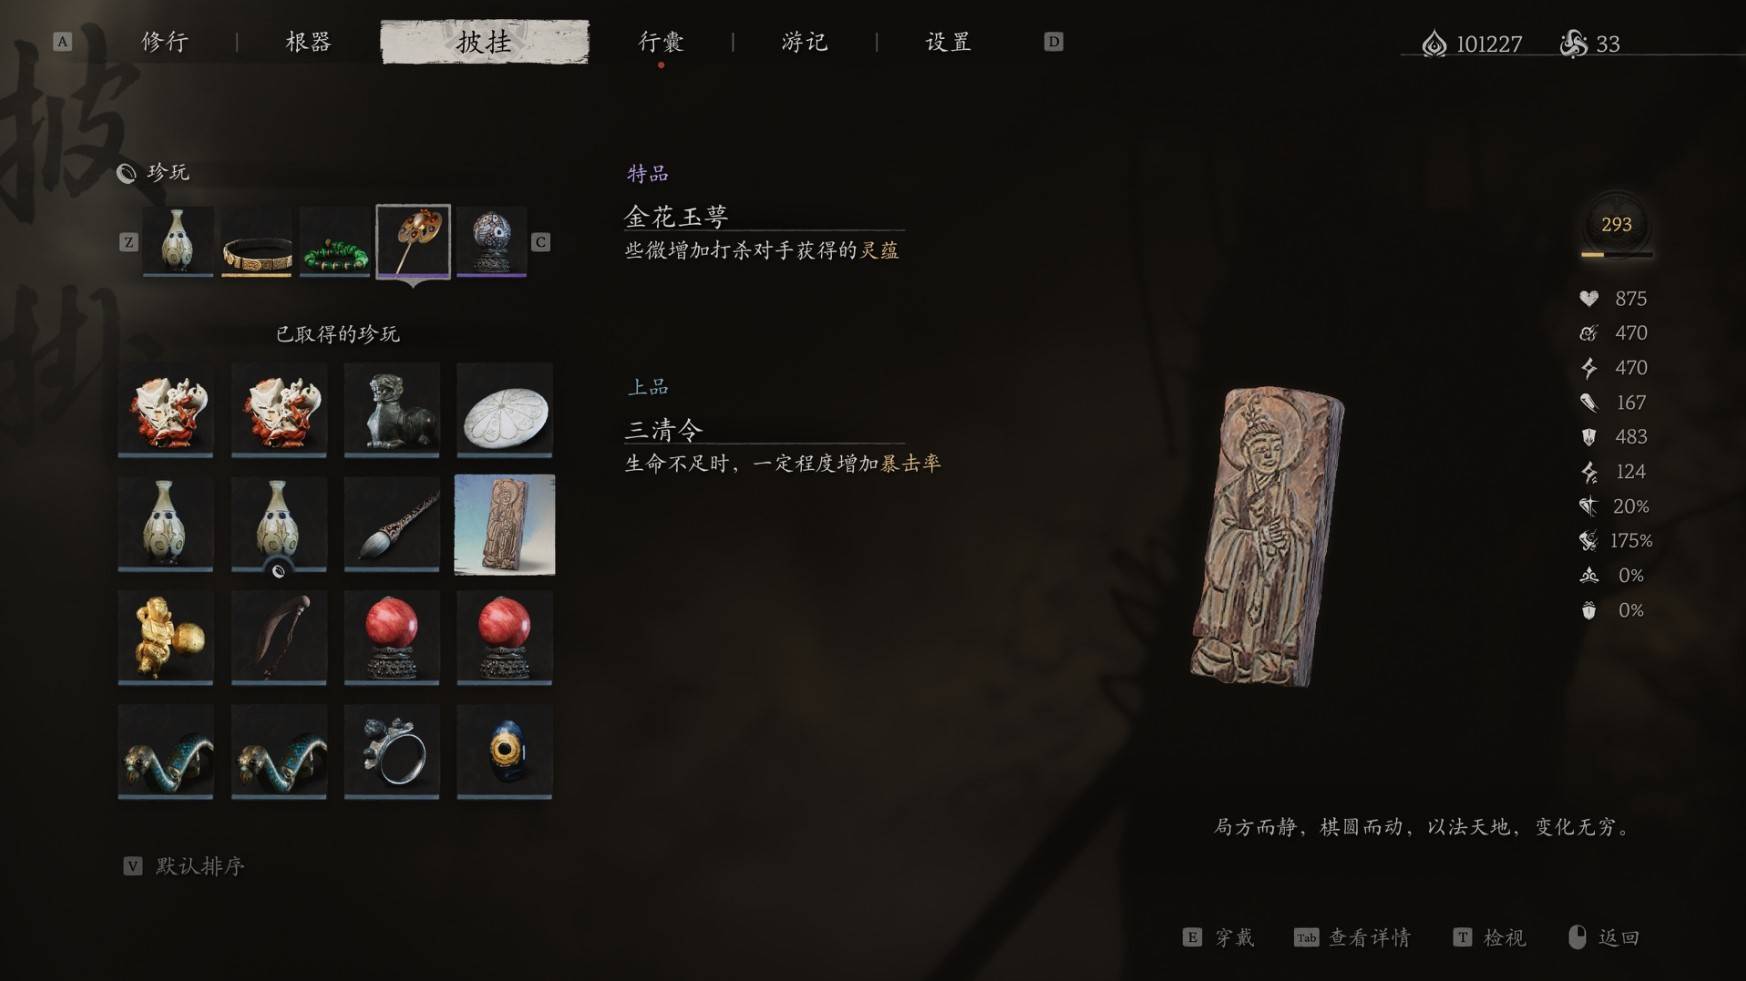 A 修行 | 根器 披挂 行囊 | 游记 | 设置 D
101227 33
披挂
珍玩
Z C
已取得的珍玩
V 默认排序
特品
金花玉萼
些微增加打杀对手获得的灵蕴
上品
三清令
生命不足时，一定程度增加暴击率
293
875
470
470
167
483
124
20%
175%
0%
0%
局方而静，棋圆而动，以法天地，变化无穷。
E 穿戴 Tab 查看详情 T 检视 返回